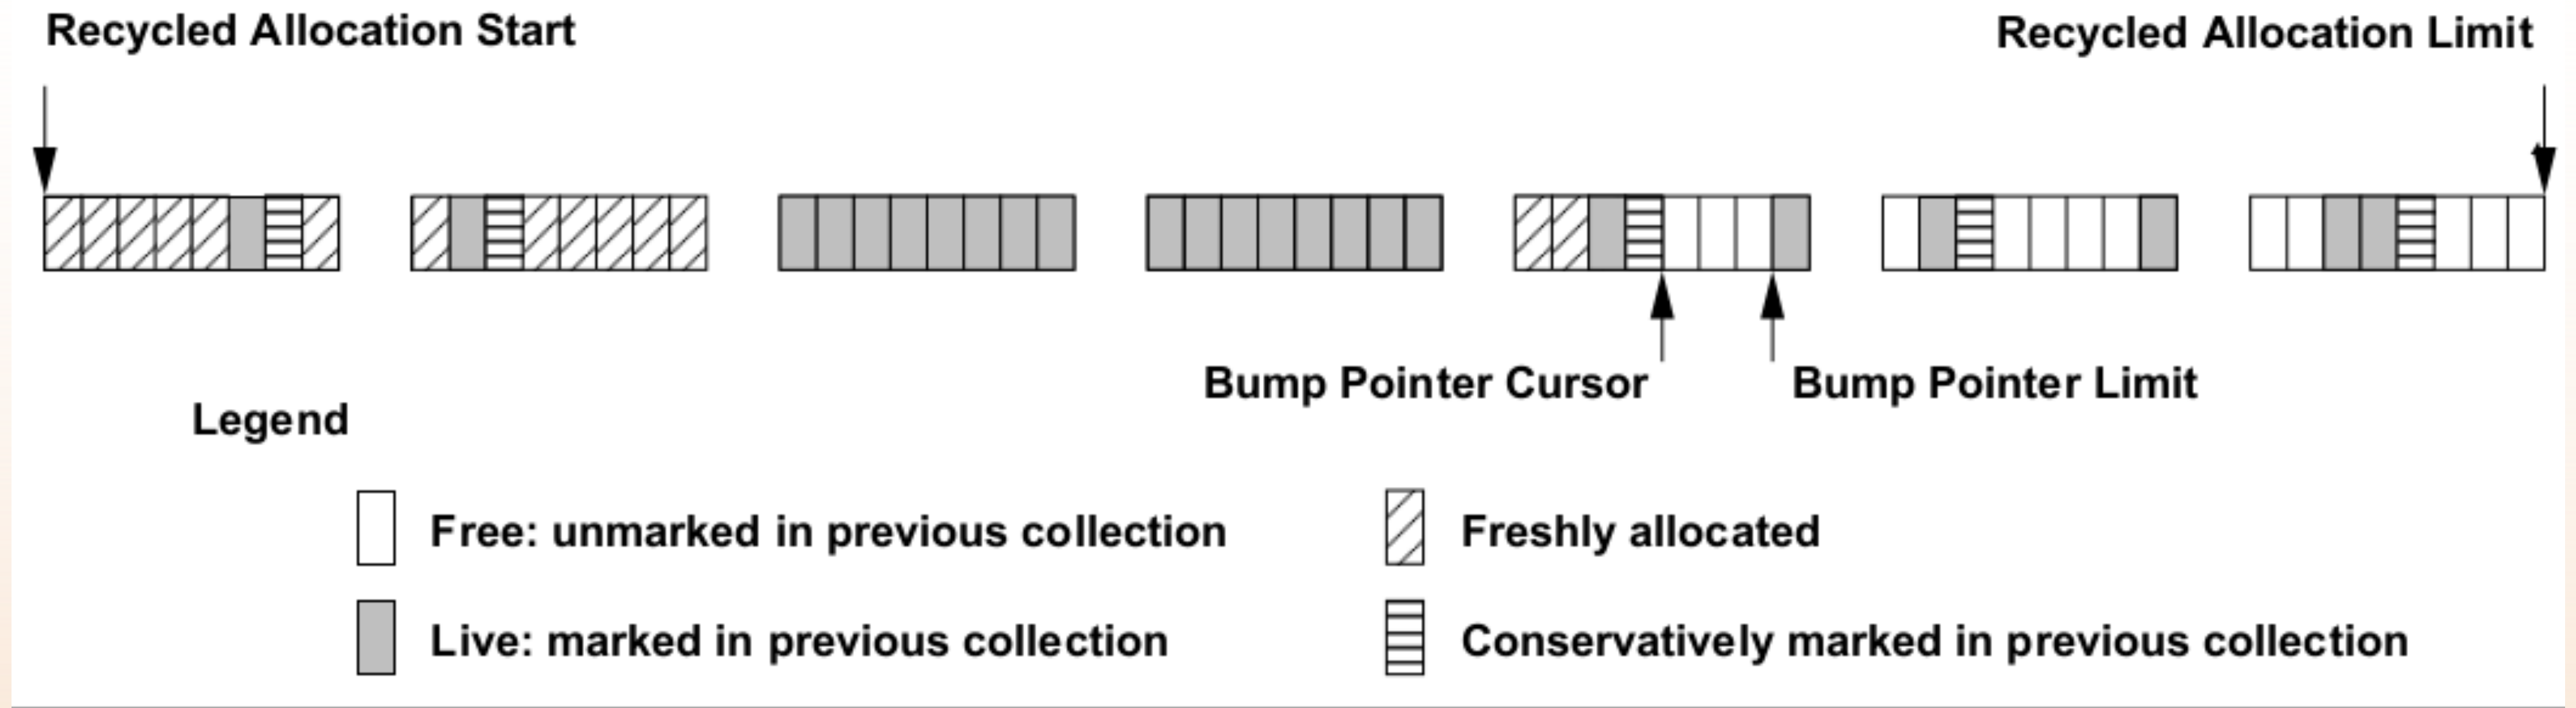 Recycled Allocation Start
Recycled Allocation Limit
Bump Pointer Cursor
Bump Pointer Limit
Legend
Free: unmarked in previous collection
Freshly allocated
Live: marked in previous collection
Conservatively marked in previous collection